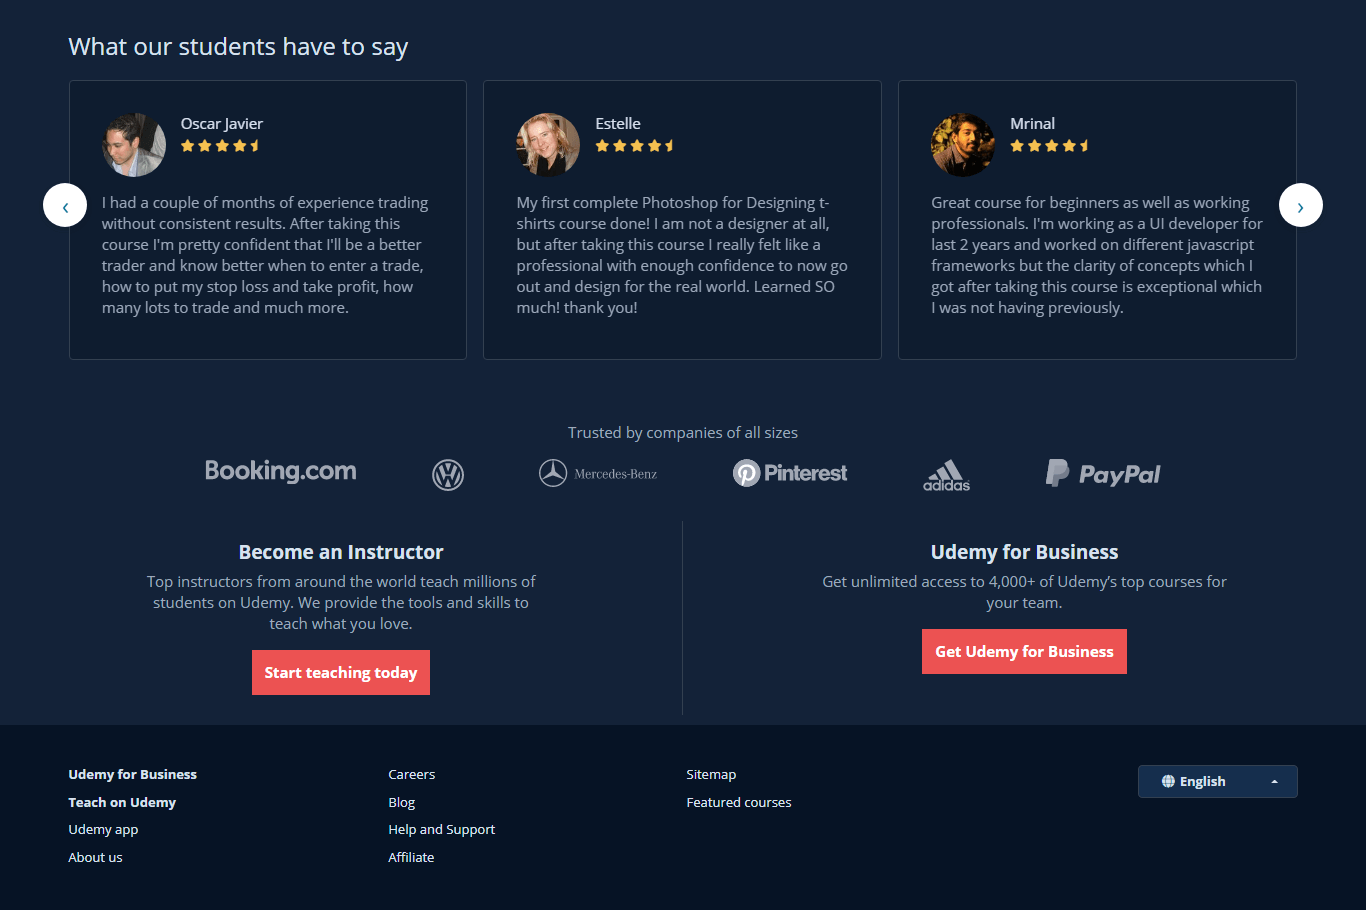 What our students have to say
Oscar Javier
I had a couple of months of experience trading
without consistent results. After taking this
course I'm pretty confident that I'll be a better
trader and know better when to enter a trade,
how to put my stop loss and take profit, how
many lots to trade and much more.
Estelle
My first complete Photoshop for Designing t-
shirts course done! I am not a designer at all,
but after taking this course I really felt like a
professional with enough confidence to now go
out and design for the real world. Learned SO
much! thank you!
Mrinal
Great course for beginners as well as working
professionals. I'm working as a UI developer for
last 2 years and worked on different javascript
frameworks but the clarity of concepts which I
got after taking this course is exceptional which
I was not having previously.
Trusted by companies of all sizes
Booking.com
Mercedes-Benz
Pinterest
adidas
PayPal
Become an Instructor
Top instructors from around the world teach millions of
students on Udemy. We provide the tools and skills to
teach what you love.
Start teaching today
Udemy for Business
Get unlimited access to 4,000+ of Udemy’s top courses for
your team.
Get Udemy for Business
Udemy for Business
Teach on Udemy
Udemy app
About us
Careers
Blog
Help and Support
Affiliate
Sitemap
Featured courses
English